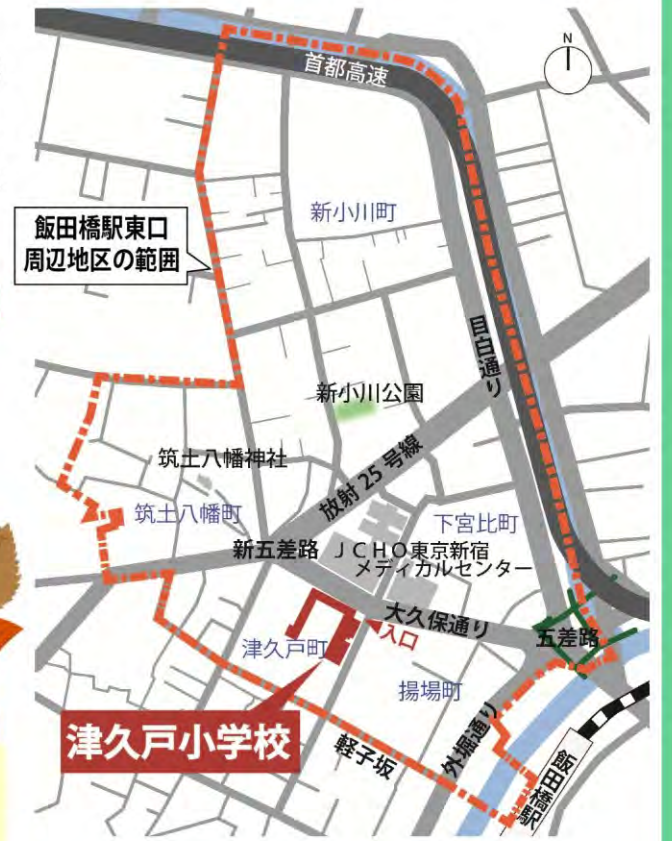 N
首都高速
新小川町
飯田橋駅東口
周辺地区の範囲
目白通り
新小川公園
筑土八幡神社
放射25号線
筑土八幡町
下宮比町
新五差路
JCHO東京新宿
メディカルセンター
大久保通り
入口
五差路
津久戸町
揚場町
外堀通り
津久戸小学校
軽子坂
飯田橋駅